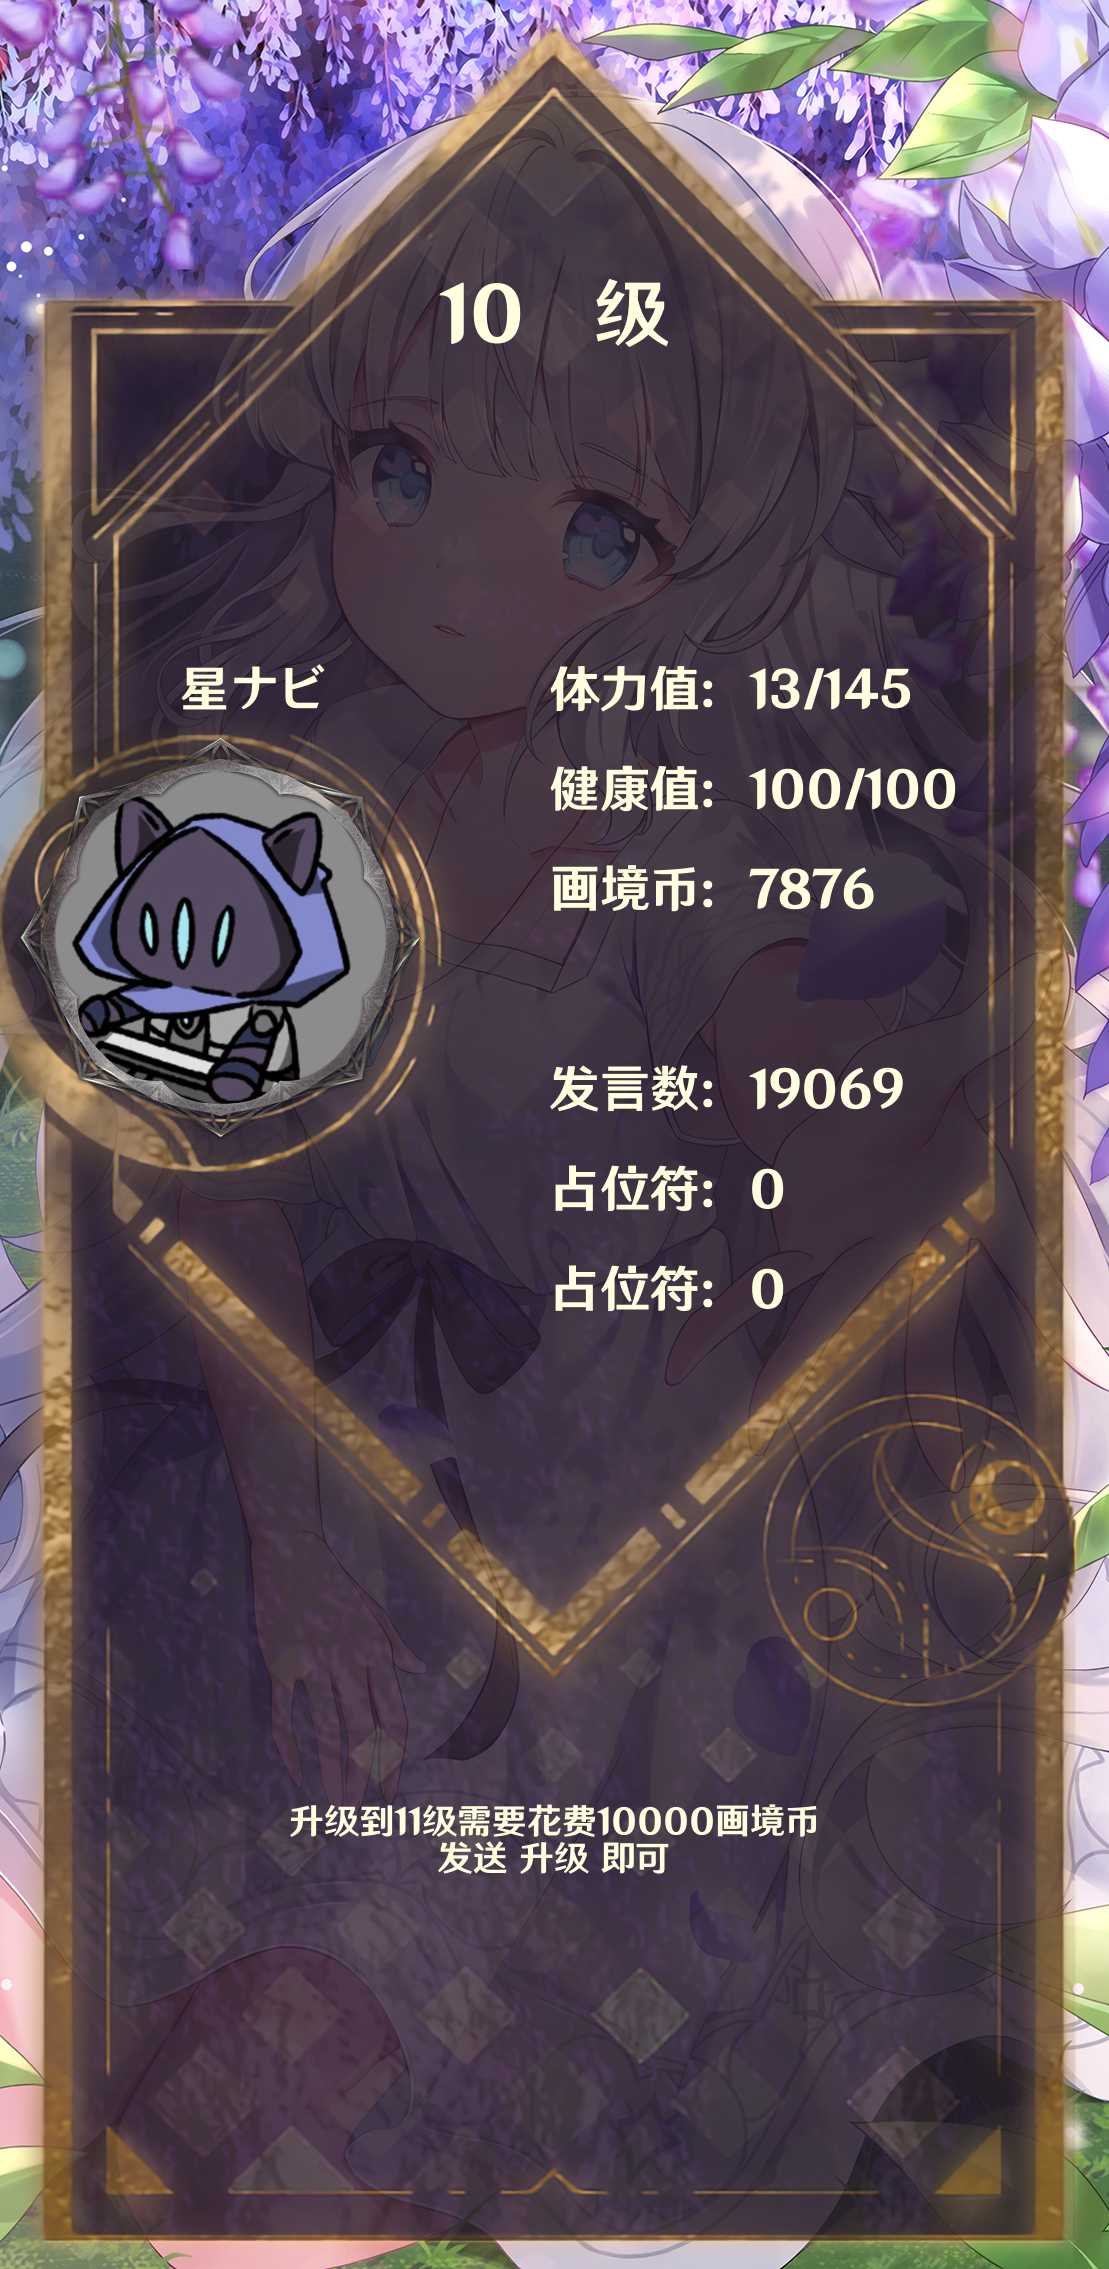 10 级
星ナビ
体力值: 13/145
健康值: 100/100
画境币: 7876
发言数: 19069
占位符: 0
占位符: 0
升级到11级需要花费10000画境币
发送 升级 即可